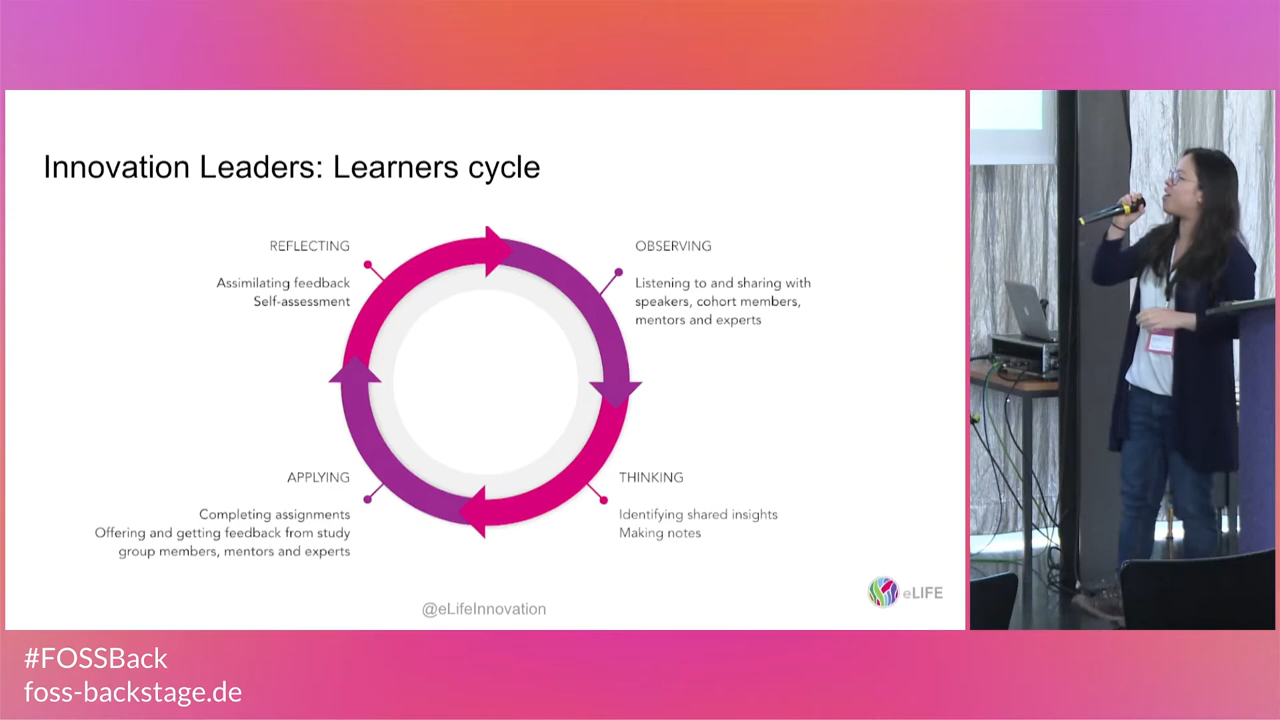 Innovation Leaders: Learners cycle
REFLECTING
Assimilating feedback
Self-assessment
OBSERVING
Listening to and sharing with
speakers, cohort members,
mentors and experts
APPLYING
Completing assignments
Offering and getting feedback from study
group members, mentors and experts
THINKING
Identifying shared insights
Making notes
@eLifeInnovation
eLIFE
#FOSSBack
foss-backstage.de